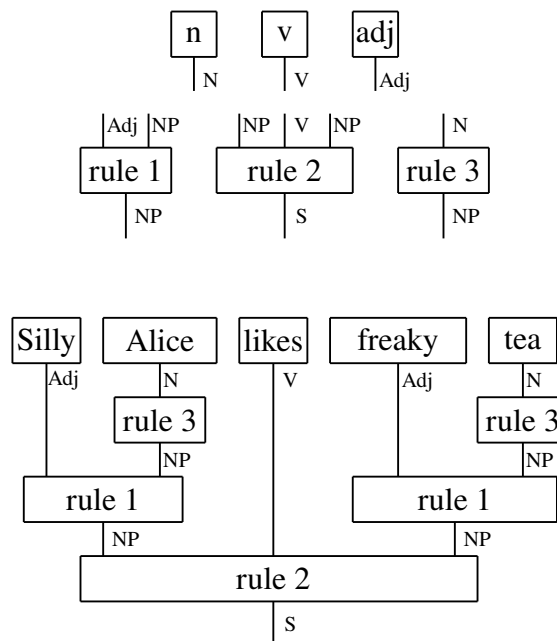 n v adj
N V Adj
Adj NP NP V NP N
rule 1 rule 2 rule 3
NP S NP
Silly Alice likes freaky tea
Adj N V Adj N
rule 3 rule 3
NP NP
rule 1 rule 1
NP NP
rule 2
S